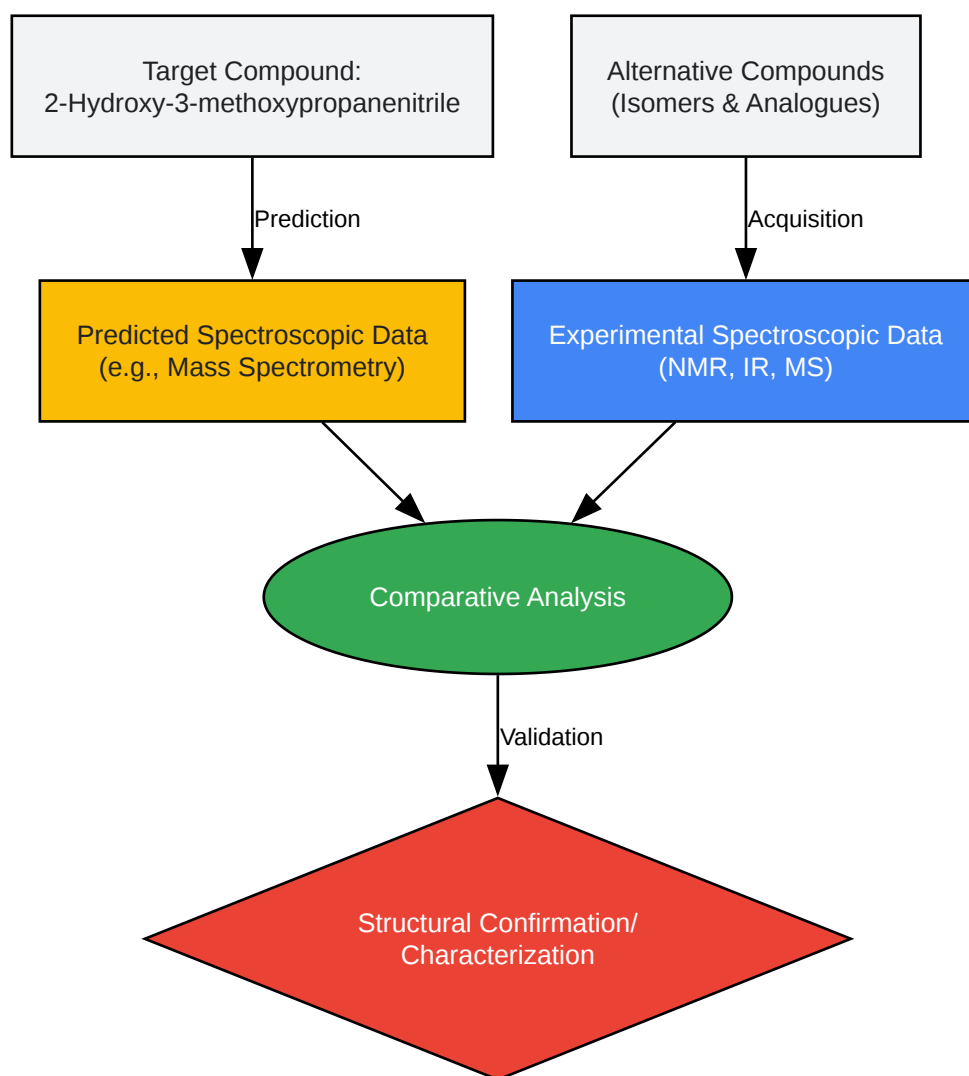 Target Compound:
2-Hydroxy-3-methoxypropanenitrile
Alternative Compounds
(Isomers & Analogues)
Prediction
Acquisition
Predicted Spectroscopic Data
(e.g., Mass Spectrometry)
Experimental Spectroscopic Data
(NMR, IR, MS)
Comparative Analysis
Validation
Structural Confirmation/
Characterization